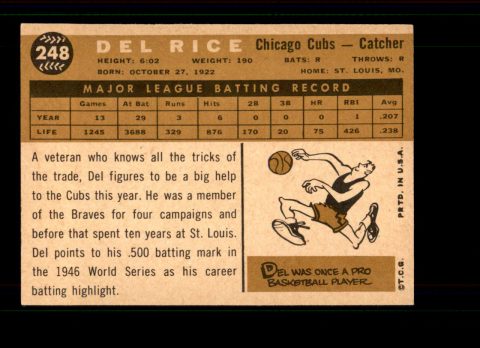 248
DEL RICE Chicago Cubs — Catcher
HEIGHT: 6:02 WEIGHT: 190 BATS: R THROWS: R
BORN: OCTOBER 27, 1922 HOME: ST. LOUIS, MO.
MAJOR LEAGUE BATTING RECORD
Games At Bat Runs Hits 2B 3B HR RBI Avg
YEAR 13 29 3 6 0 0 0 1 .207
LIFE 1245 3688 329 876 170 20 75 426 .238
A veteran who knows all the tricks of
the trade, Del figures to be a big help
to the Cubs this year. He was a member
of the Braves for four campaigns and
before that spent ten years at St. Louis.
Del points to his .500 batting mark in
the 1946 World Series as his career
batting highlight.
DEL WAS ONCE A PRO
BASKETBALL PLAYER.
©T.C.G. PRTD. IN U.S.A.